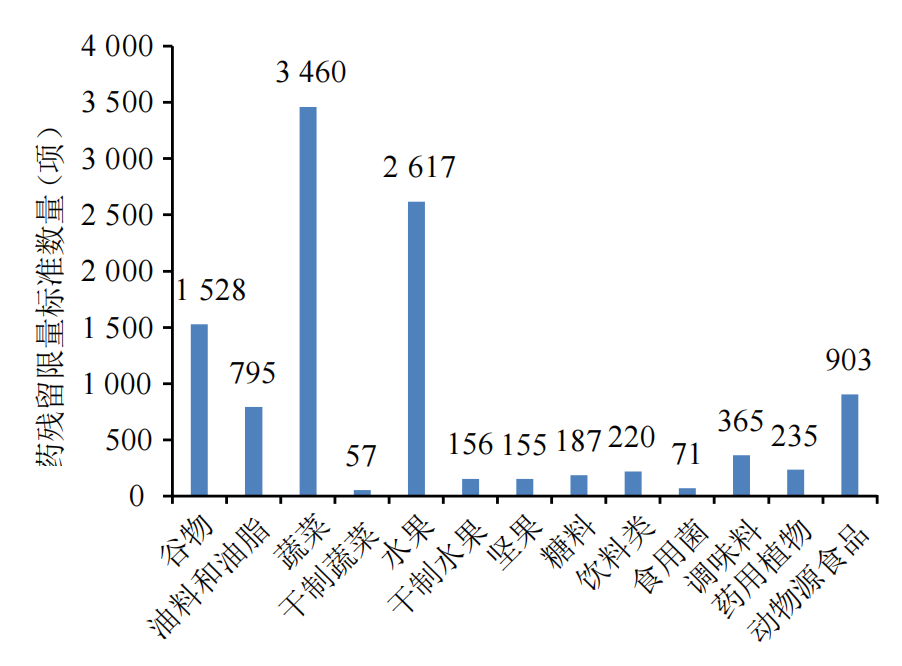 药残留限量标准数量(项)
4 000
3 500
3 000
2 500
2 000
1 500
1 000
500
0
1 528
795
3 460
57
2 617
156
155
187
220
71
365
235
903
谷物
油料和油脂
蔬菜
干制蔬菜
水果
干制水果
坚果
糖料
饮料类
食用菌
调味料
药用植物
动物源食品